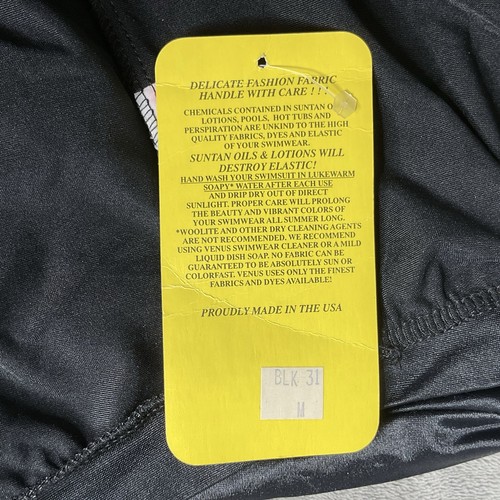 DELICATE FASHION FABRIC
HANDLE WITH CARE ! ! !
CHEMICALS CONTAINED IN SUNTAN
LOTIONS, POOLS, HOT TUBS AND
PERSPIRATION ARE UNKIND TO THE HIGH
QUALITY FABRICS, DYES AND ELASTIC
OF YOUR SWIMWEAR.
SUNTAN OILS & LOTIONS WILL
DESTROY ELASTIC!
HAND WASH YOUR SWIMSUIT IN LUKEWARM
SOAPY* WATER AFTER EACH USE
AND DRIP DRY OUT OF DIRECT
SUNLIGHT. PROPER CARE WILL PROLONG
THE BEAUTY AND VIBRANT COLORS OF
YOUR SWIMWEAR ALL SUMMER LONG.
*WOOLITE AND OTHER DRY CLEANING AGENTS
ARE NOT RECOMMENDED. WE RECOMMEND
USING VENUS SWIMWEAR CLEANER OR A MILD
LIQUID DISH SOAP. NO FABRIC CAN BE
GUARANTEED TO BE ABSOLUTELY SUN OR
COLORFAST. VENUS USES ONLY THE FINEST
FABRICS AND DYES AVAILABLE!
PROUDLY MADE IN THE USA
BLK 31
M